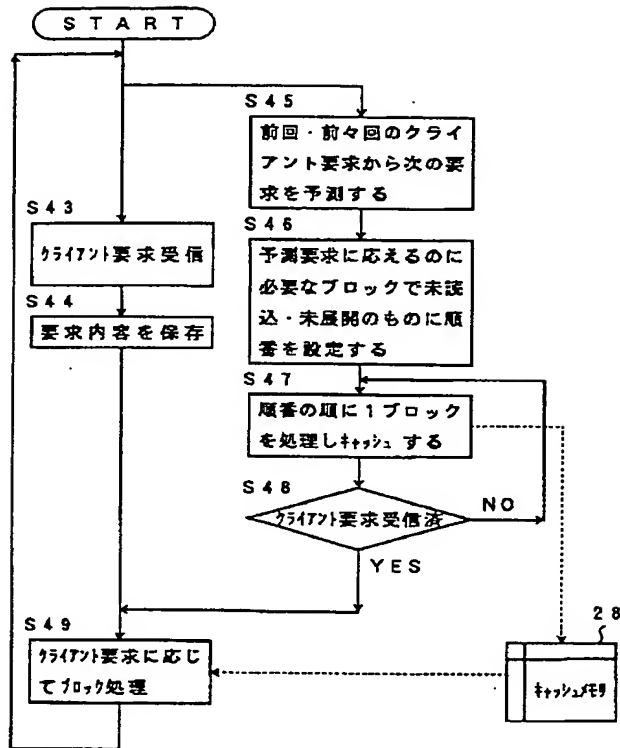 START
S45
前回・前々回のクライ
アント要求から次の要
求を予測する
S43
クライアント要求受信
S46
予測要求に応えるのに
必要なブロックで未読
込・未展開のものに順
番を設定する
S44
要求内容を保存
S47
順番の順に1ブロック
を処理しキャッシュする
S48
クライアント要求受信済
NO
YES
S49
クライアント要求に応じ
てブロック処理
28
キャッシュメモリ